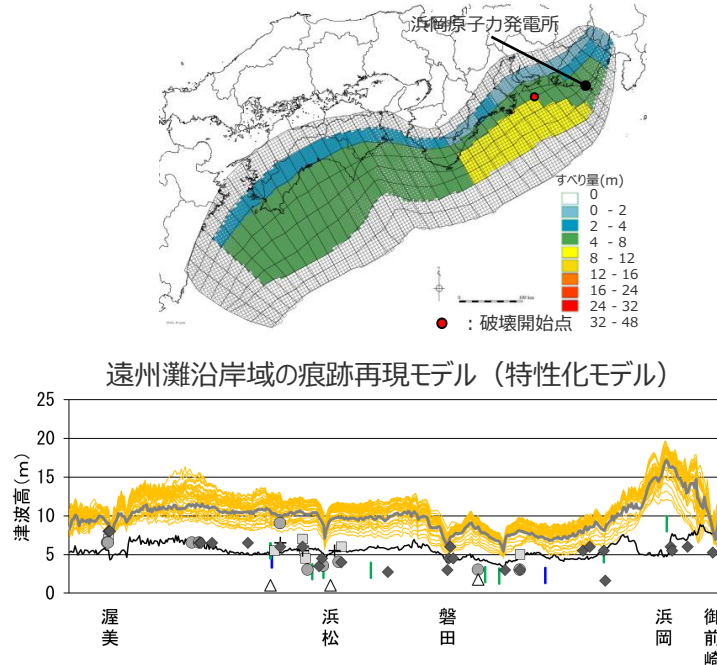 浜岡原子力発電所
すべり量(m)
0
0 - 2
2 - 4
4 - 8
8 - 12
12 - 16
16 - 24
24 - 32
32 - 48
：破壊開始点
遠州灘沿岸域の痕跡再現モデル（特性化モデル）
津波高(m)
25
20
15
10
5
0
渥美
浜松
磐田
浜岡
御前崎